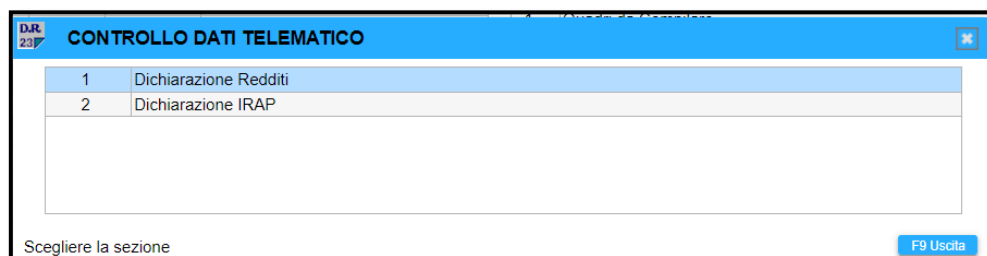 D.R. 23
CONTROLLO DATI TELEMATICO
1 Dichiarazione Redditi
2 Dichiarazione IRAP
Scegliere la sezione
F9 Uscita